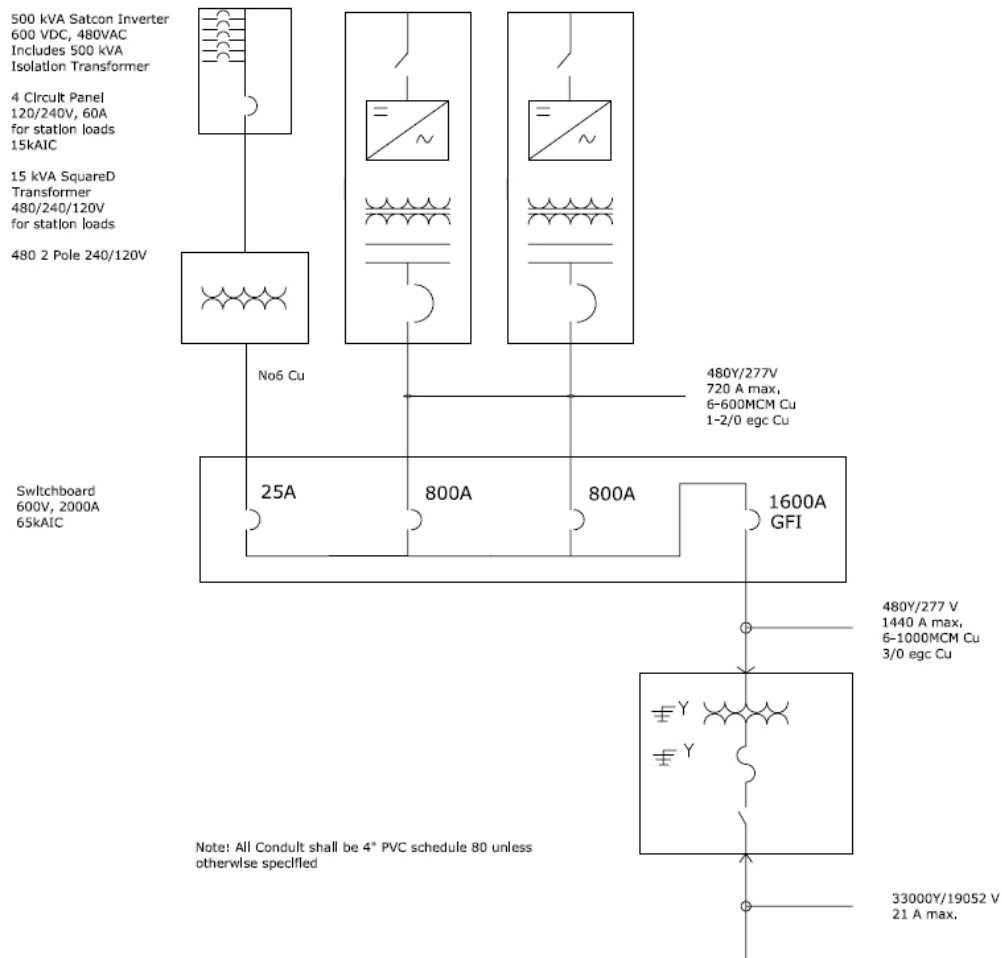 500 kVA Satcon Inverter
600 VDC, 480VAC
Includes 500 kVA
Isolation Transformer
4 Circuit Panel
120/240V, 60A
for station loads
15kAIC
15 kVA SquareD
Transformer
480/240/120V
for station loads
480 2 Pole 240/120V
No6 Cu
480Y/277V
720 A max,
6-600MCM Cu
1-2/0 egc Cu
Switchboard
600V, 2000A
65kAIC
25A
800A
800A
1600A
GFI
480Y/277 V
1440 A max,
6-1000MCM Cu
3/0 egc Cu
Y
Y
Note: All Conduit shall be 4" PVC schedule 80 unless
otherwise specified
33000Y/19052 V
21 A max.